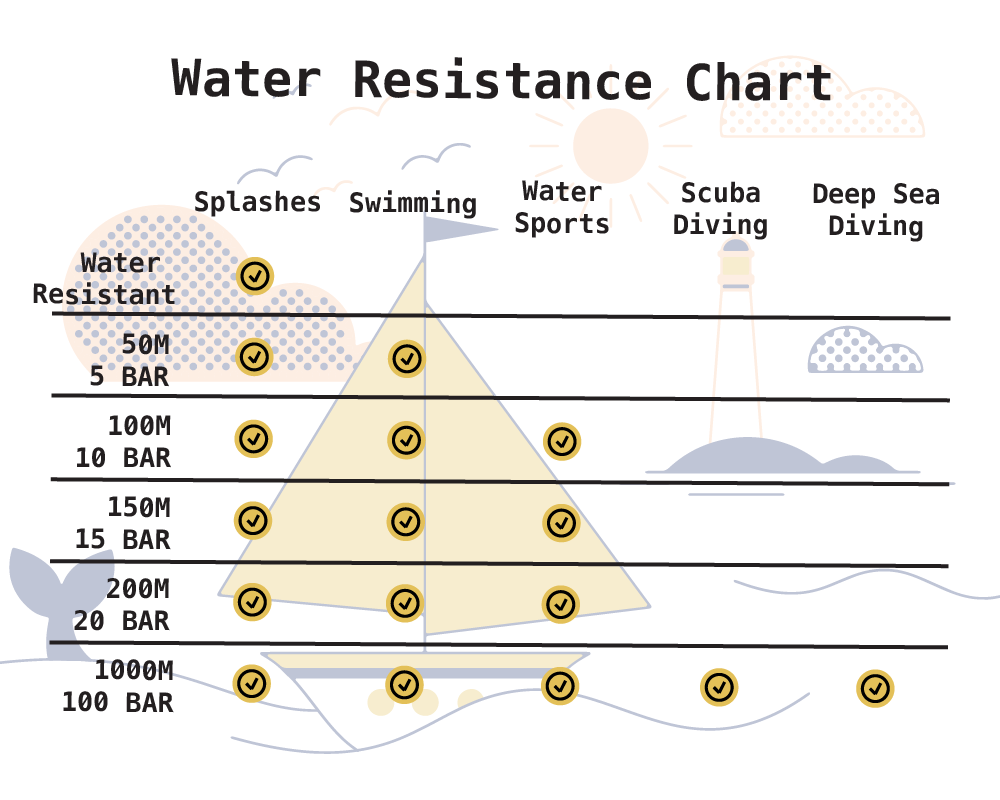 Water Resistance Chart
Splashes Swimming Water Sports Scuba Diving Deep Sea Diving
Water
Resistant
50M
5 BAR
100M
10 BAR
150M
15 BAR
200M
20 BAR
1000M
100 BAR